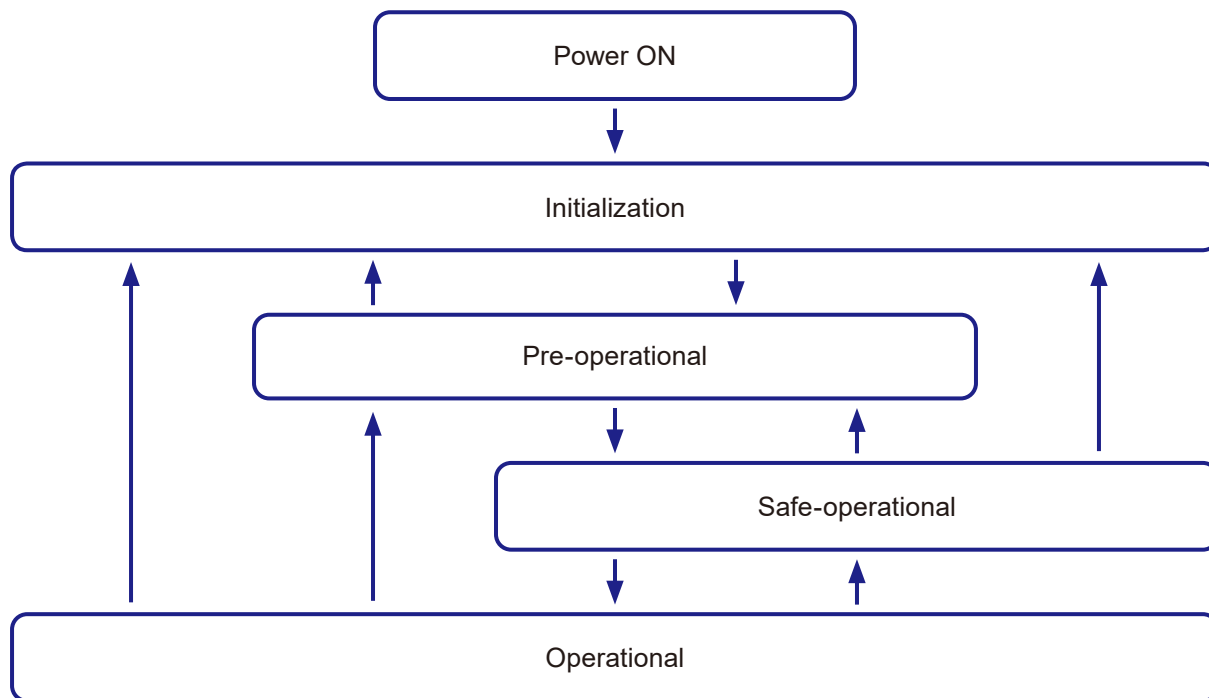 Power ON
Initialization
Pre-operational
Safe-operational
Operational